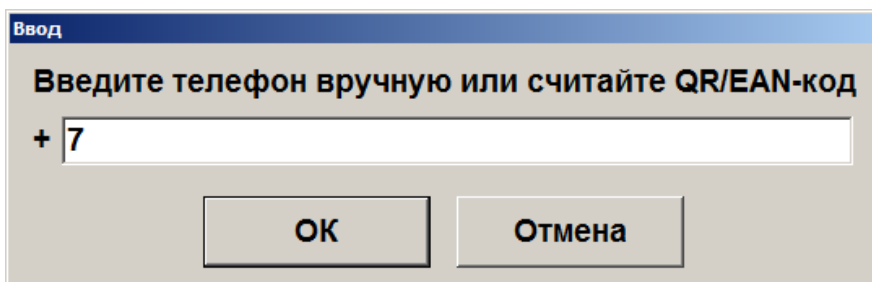 Ввод
Введите телефон вручную или считайте QR/EAN-код
+ 7
ОК Отмена